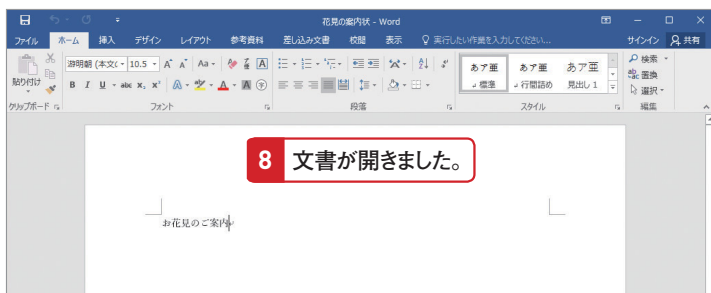 花見の案内状 - Word
ファイル ホーム 挿入 デザイン レイアウト 参考資料 差し込み文書 校閲 表示 実行したい作業を入力してください... サインイン 共有
游明朝 (本文( 10.5 A A Aa A 検索
貼り付け B I U abc x₂ x² A A A 字 あア亜 あア亜 あア亜 置換
標準 行間詰め 見出し 1 選択
クリップボード フォント 段落 スタイル 編集
8 文書が開きました。
お花見のご案内